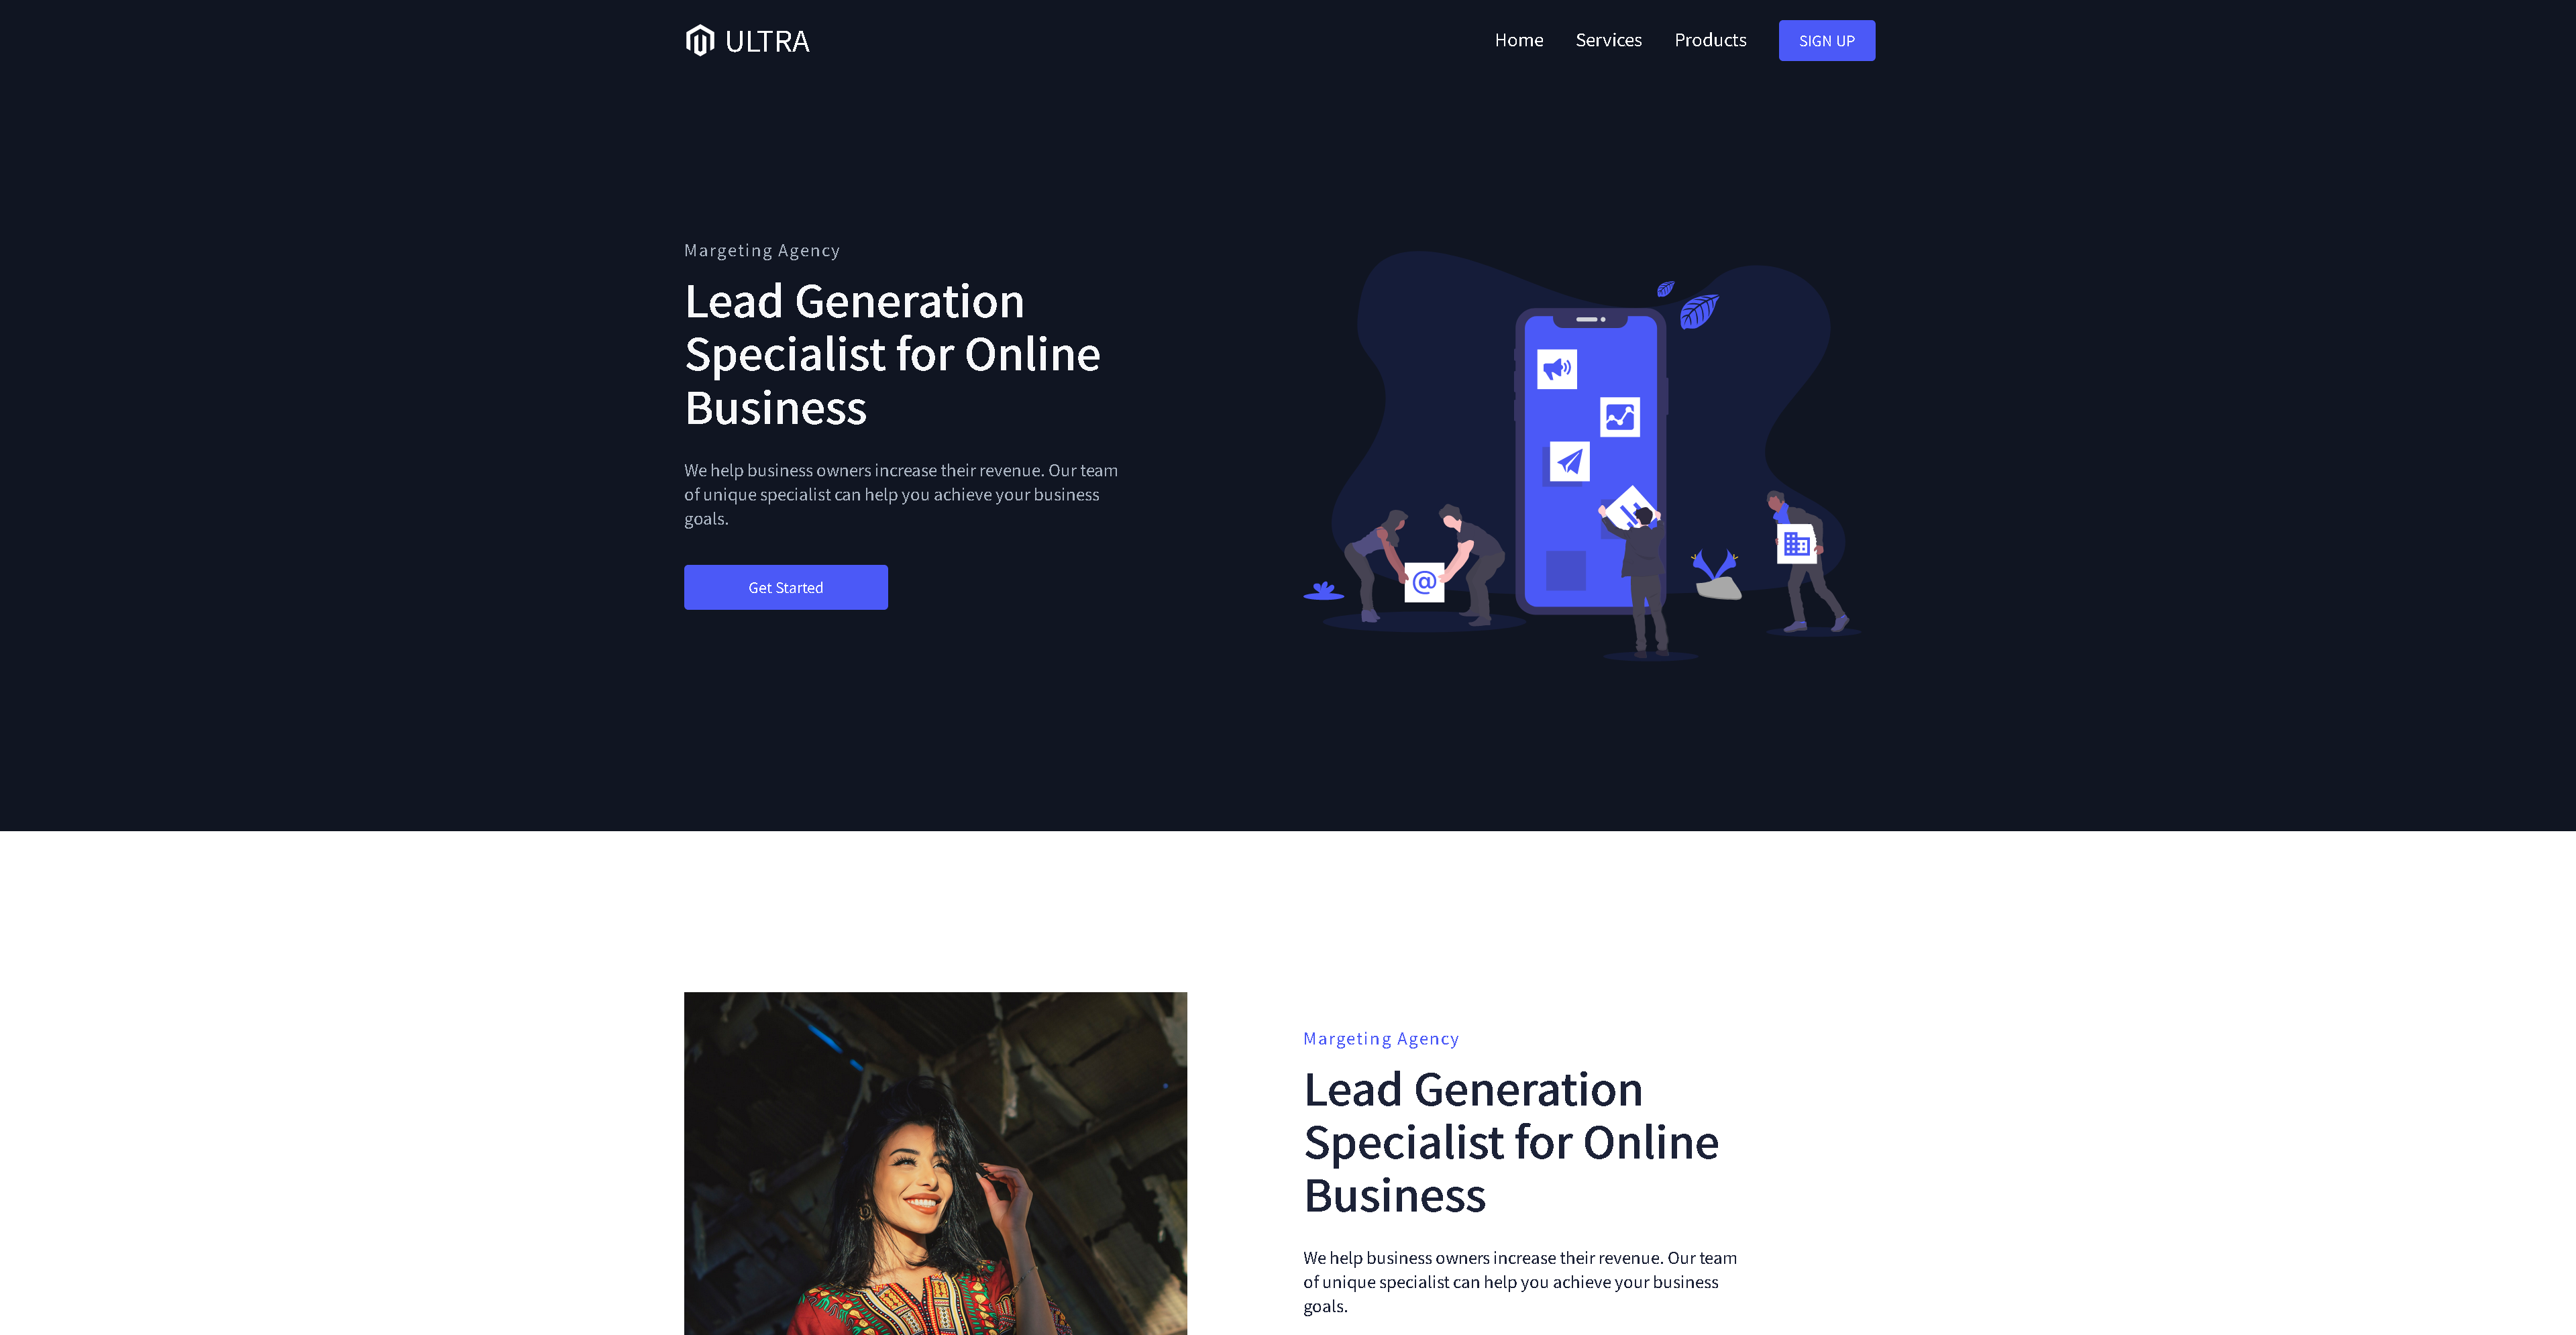 ULTRA
Home
Services
Products
SIGN UP
Margeting Agency
Lead Generation
Specialist for Online
Business
We help business owners increase their revenue. Our team
of unique specialist can help you achieve your business
goals.
Get Started
@
Margeting Agency
Lead Generation
Specialist for Online
Business
We help business owners increase their revenue. Our team
of unique specialist can help you achieve your business
goals.